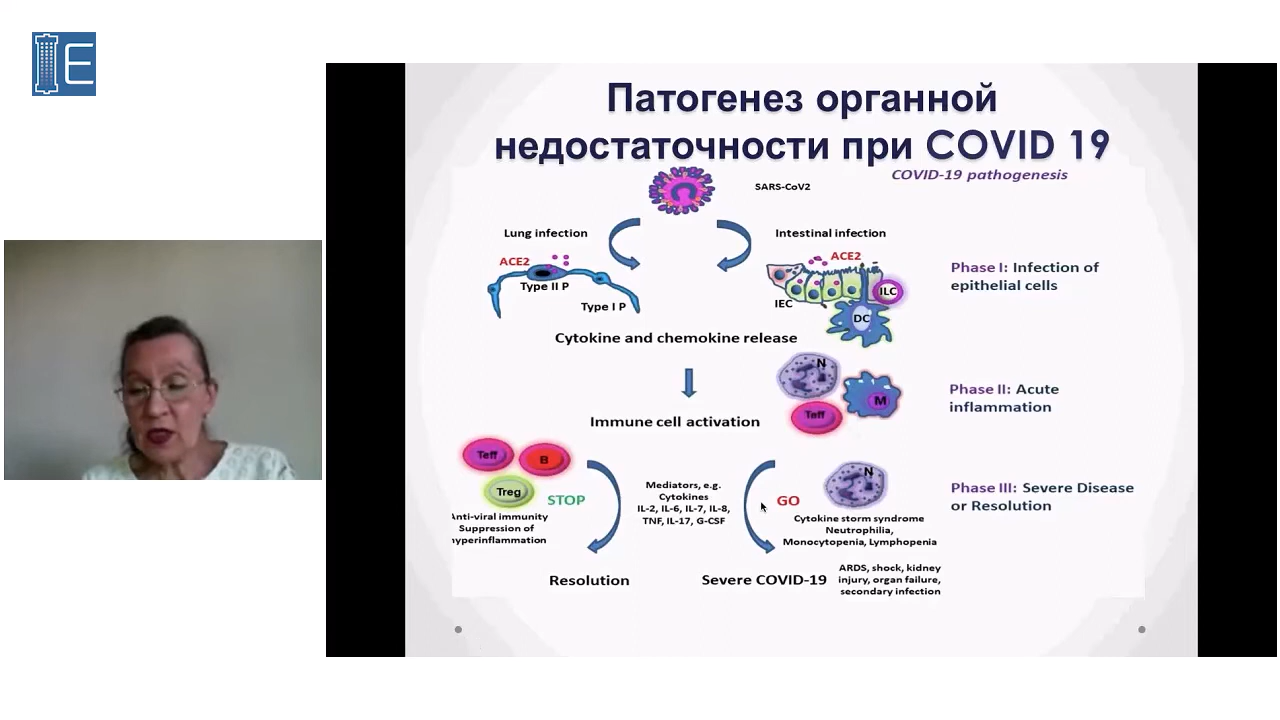 E
Патогенез органной
недостаточности при COVID 19
COVID-19 pathogenesis
SARS-CoV2
Lung infection
Intestinal infection
ACE2
ACE2
Type II P
Type I P
IEC
ILC
DC
Phase I: Infection of
epithelial cells
Cytokine and chemokine release
N
M
Teff
Phase II: Acute
inflammation
Immune cell activation
Teff
B
Treg
STOP
Anti-viral immunity
Suppression of
hyperinflammation
Mediators, e.g.
Cytokines
IL-2, IL-6, IL-7, IL-8,
TNF, IL-17, G-CSF
GO
N
Cytokine storm syndrome
Neutrophilia,
Monocytopenia, Lymphopenia
Phase III: Severe Disease
or Resolution
Resolution
Severe COVID-19
ARDS, shock, kidney
injury, organ failure,
secondary infection